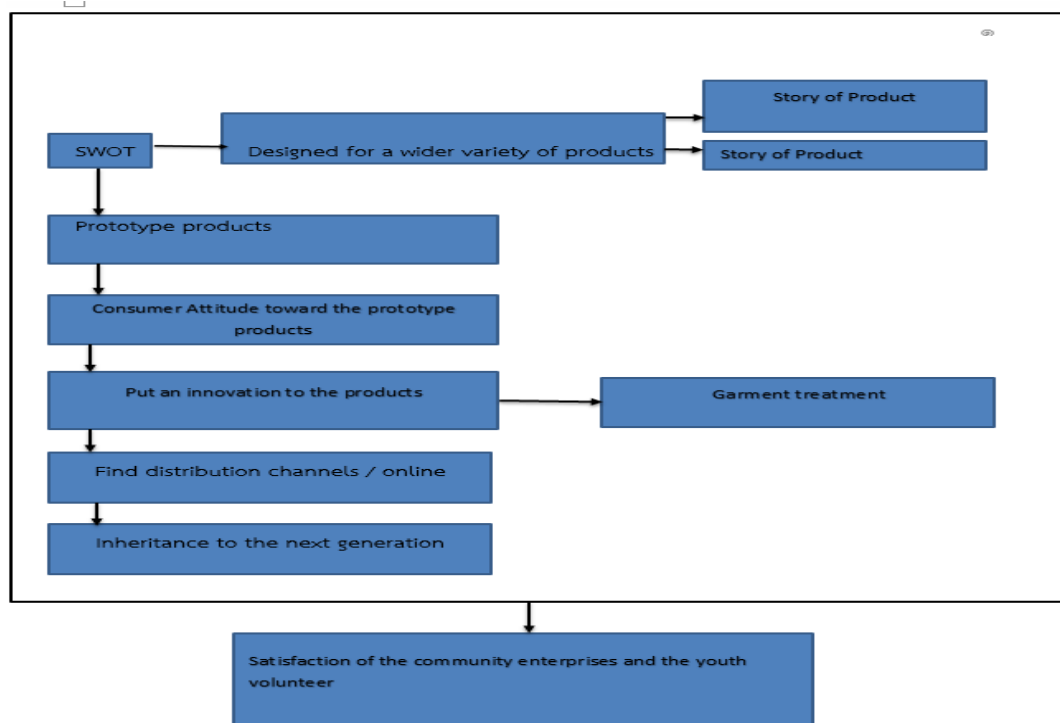 Story of Product
SWOT
Designed for a wider variety of products
Story of Product
Prototype products
Consumer Attitude toward the prototype
products
Put an innovation to the products
Garment treatment
Find distribution channels / online
Inheritance to the next generation
Satisfaction of the community enterprises and the youth
volunteer